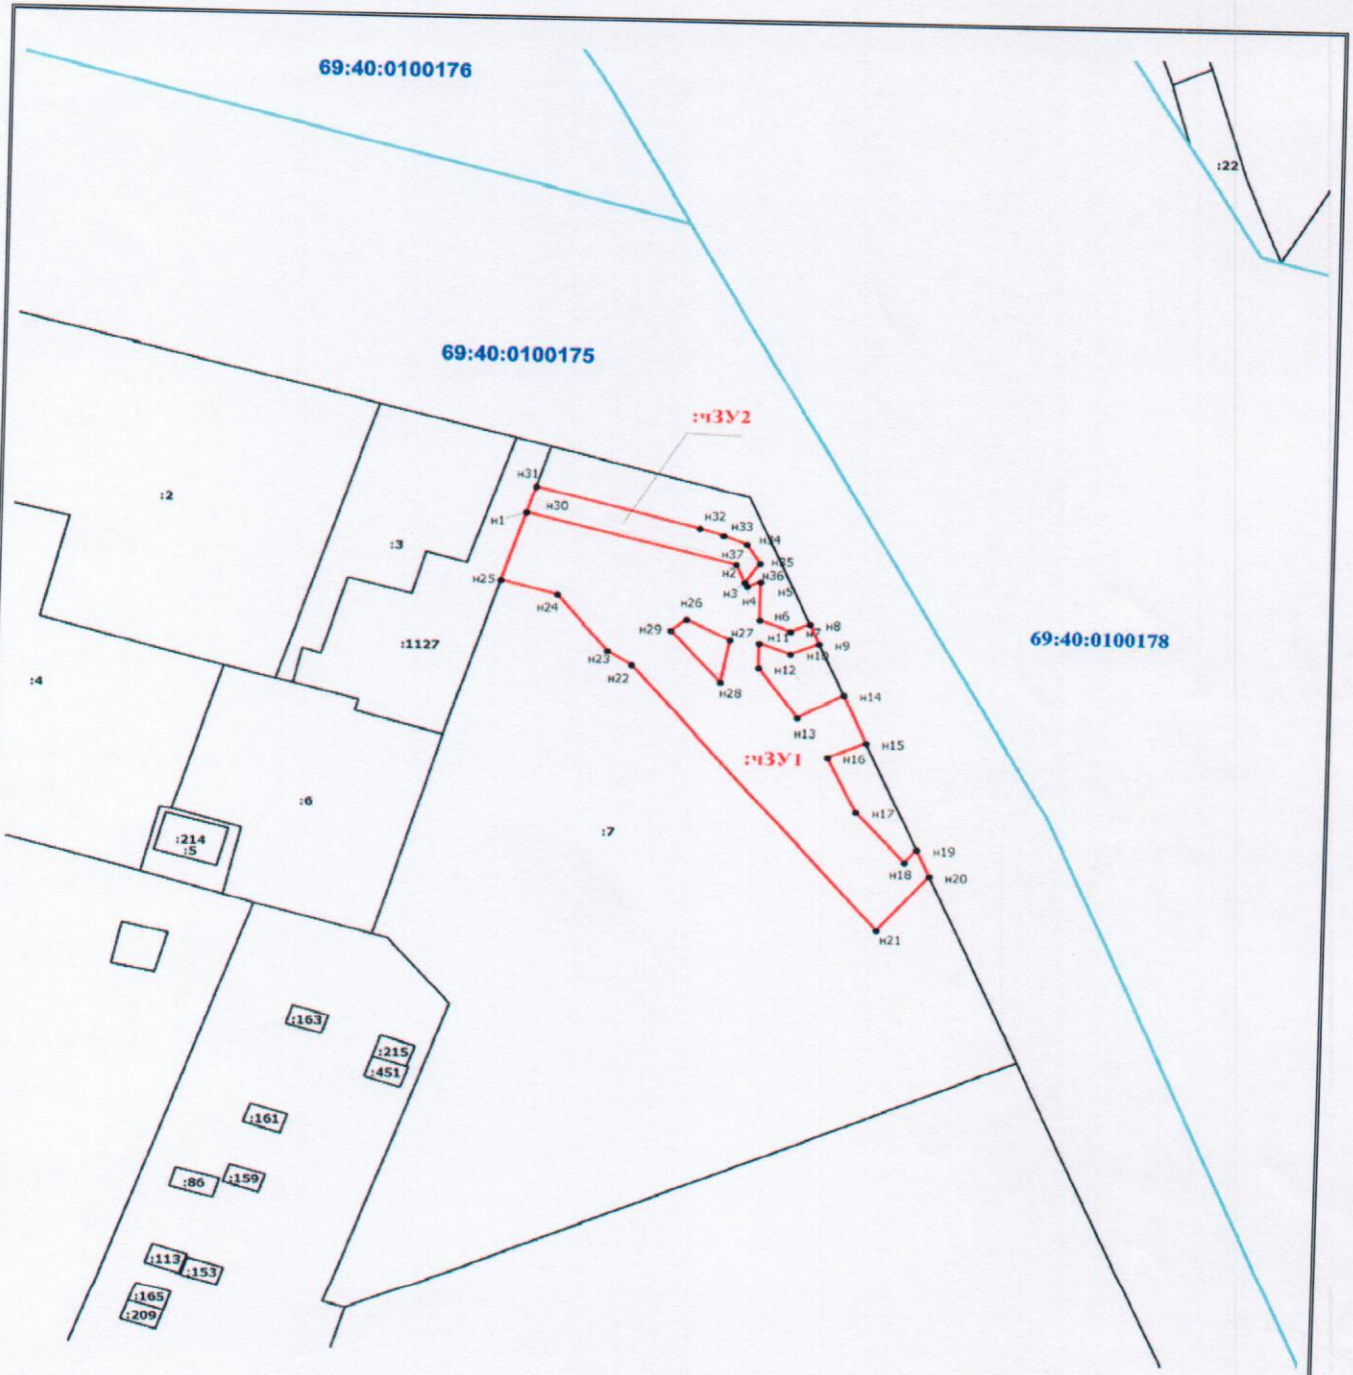 69:40:0100176
:22
69:40:0100175
:чЗУ2
н31
:2
н30
н1
н32
н33
:3
н34
н37
н35
н2
н25
н36
н3
н4
н5
н24
н26
н6
н8
н29
н27
н11
н7
69:40:0100178
:1127
н23
н10
н9
н12
н22
:4
н28
н14
н13
н15
:чЗУ1
н16
:6
н17
:7
:214
:5
н19
н18
н20
н21
:163
:215
:451
:161
:159
:86
:113
:153
:165
:209